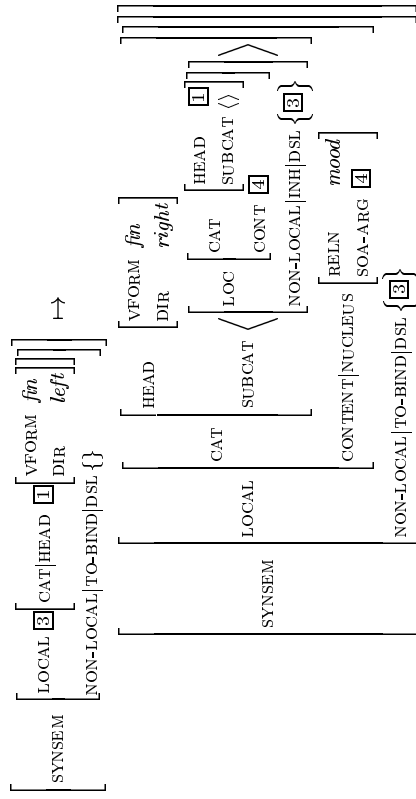 VFORM fin
LOCAL 3 CAT|HEAD 1
SYNSEM DIR left →
NON-LOCAL|TO-BIND|DSL {}
VFORM fin
HEAD
DIR right
HEAD 1
CAT CAT
LOC SUBCAT ⟨⟩
LOCAL SUBCAT
CONT 4
SYNSEM
NON-LOCAL|INH|DSL {3}
RELN mood
CONTENT|NUCLEUS
SOA-ARG 4
NON-LOCAL|TO-BIND|DSL {3}